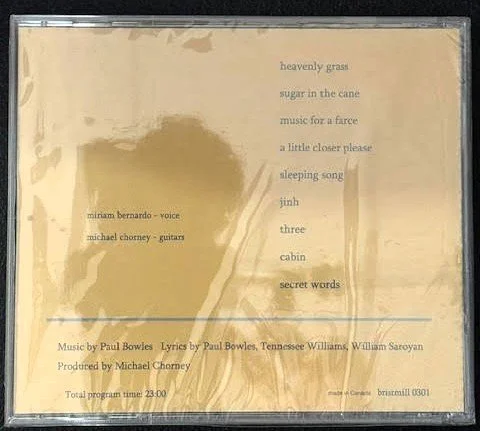 heavenly grass
sugar in the cane
music for a farce
a little closer please
sleeping song
jinh
three
cabin
secret words
miriam bernardo - voice
michael chorney - guitars
Music by Paul Bowles Lyrics by Paul Bowles, Tennessee Williams, William Saroyan
Produced by Michael Chorney
Total program time: 23:00
made in Canada bristmill 0301